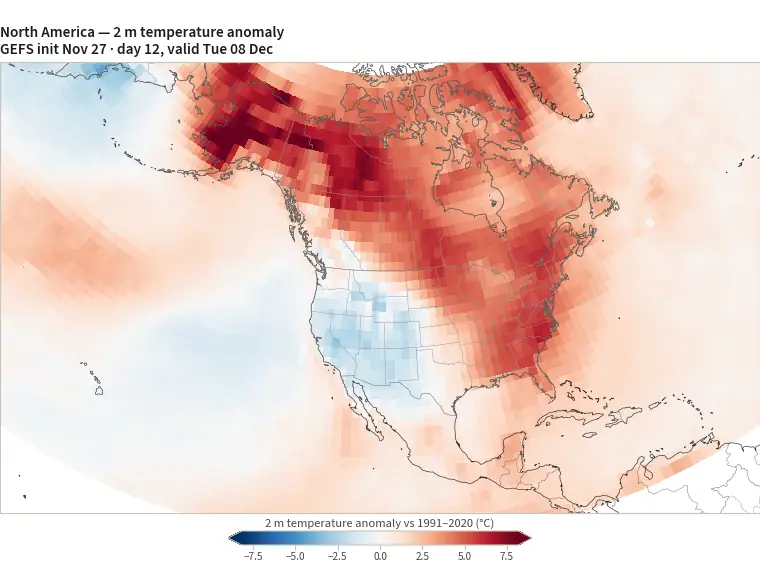 North America — 2 m temperature anomaly
GEFS init Nov 27 · day 12, valid Tue 08 Dec
2 m temperature anomaly vs 1991–2020 (°C)
−7.5 −5.0 −2.5 0.0 2.5 5.0 7.5